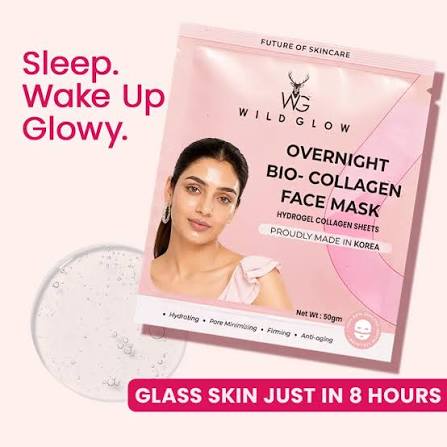 Sleep.
Wake Up
Glowy.
FUTURE OF SKINCARE
WG
WILD GLOW
OVERNIGHT
BIO- COLLAGEN
FACE MASK
HYDROGEL COLLAGEN SHEETS
PROUDLY MADE IN KOREA
Net Wt : 50gm
• Hydrating • Pore Minimizing • Firming • Anti-aging
GLASS SKIN JUST IN 8 HOURS